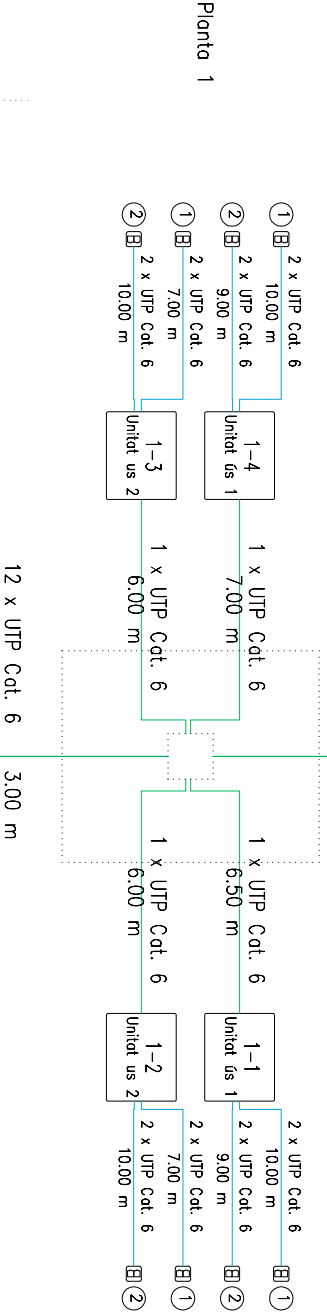 2 x UTP Cat. 6
1
10.00 m
2 x UTP Cat. 6
2
9.00 m
1-4
Unitat ús 1
1 x UTP Cat. 6
7.00 m
1 x UTP Cat. 6
6.50 m
1-1
Unitat ús 1
2 x UTP Cat. 6
10.00 m
1
2 x UTP Cat. 6
9.00 m
2
Planta 1
2 x UTP Cat. 6
1
7.00 m
2 x UTP Cat. 6
2
10.00 m
1-3
Unitat us 2
1 x UTP Cat. 6
6.00 m
1 x UTP Cat. 6
6.00 m
1-2
Unitat us 2
2 x UTP Cat. 6
7.00 m
1
2 x UTP Cat. 6
10.00 m
2
12 x UTP Cat. 6 3.00 m